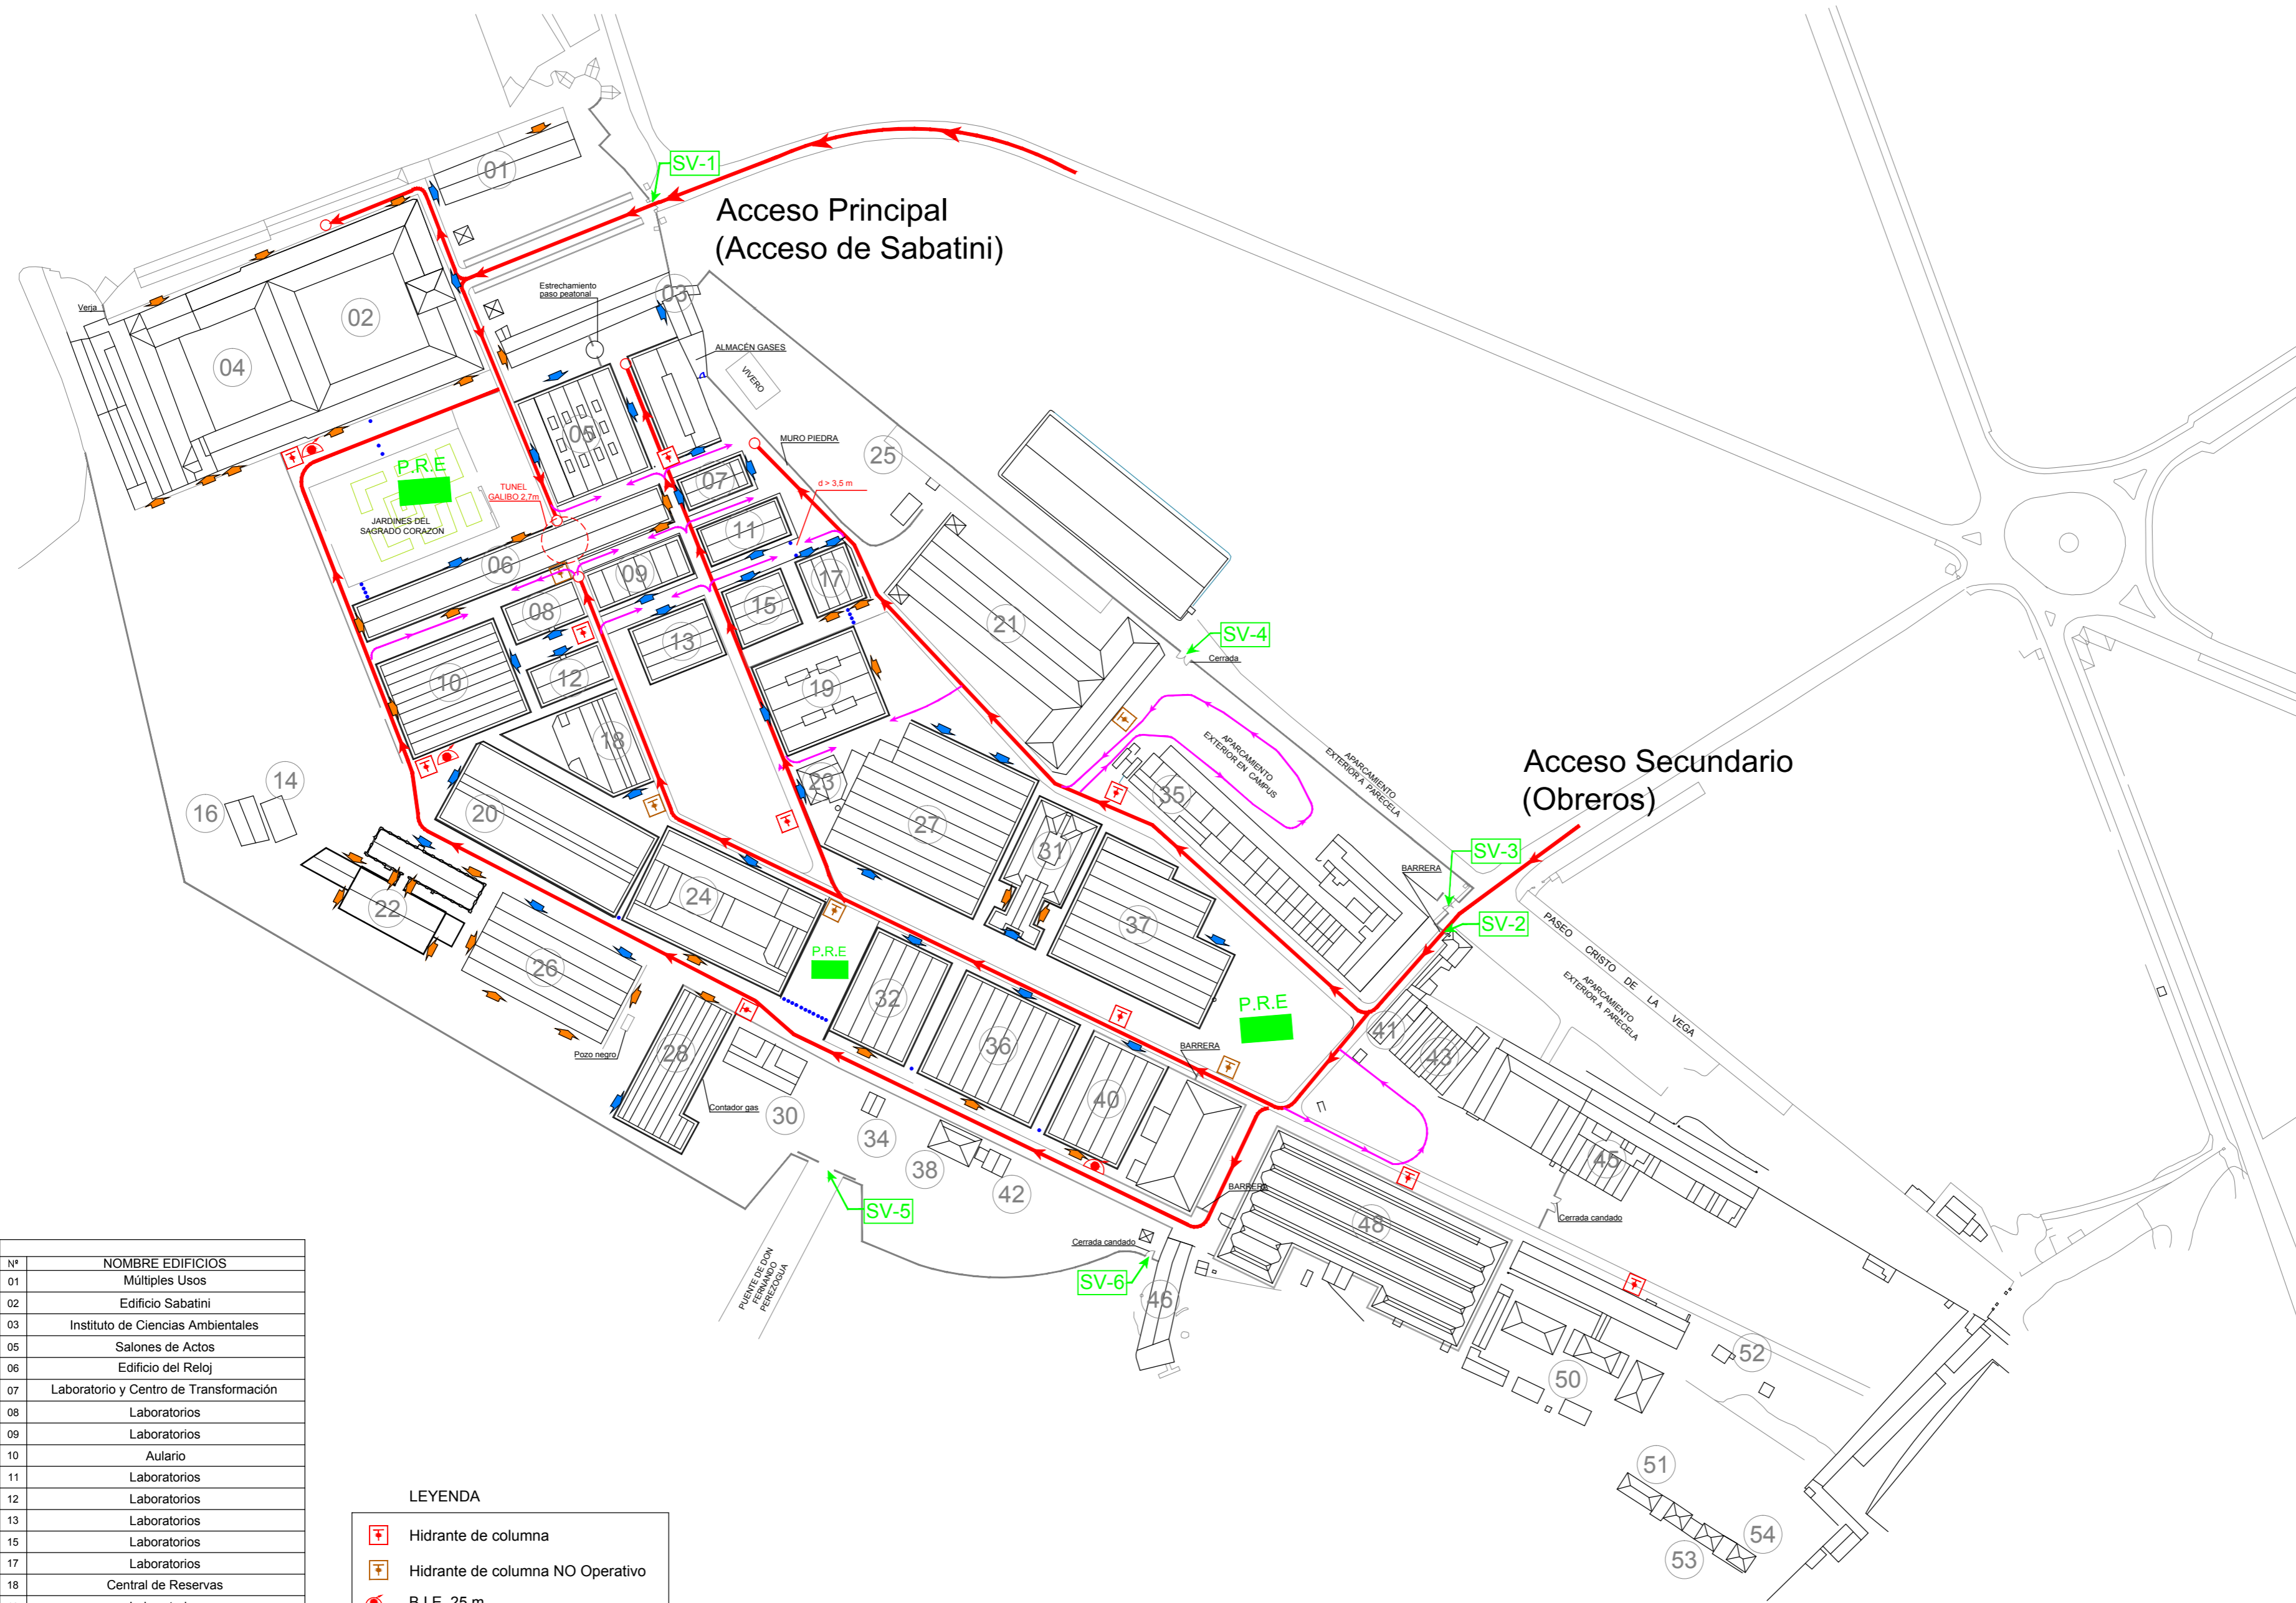 01
SV-1
Acceso Principal
(Acceso de Sabatini)
Estrechamiento
paso peatonal
03
Verja
02
04
ALMACÉN GASES
VIVERO
05
MURO PIEDRA
25
P.R.E
TUNEL
GALIBO 2,7m
07
d > 3,5 m
JARDINES DEL
SAGRADO CORAZON
11
06
09
17
08
15
21
SV-4
Cerrada
13
12
10
19
18
APARCAMIENTO
EXTERIOR EN CAMPUS
APARCAMIENTO
EXTERIOR A PARECELA
Acceso Secundario
(Obreros)
14
16
20
23
35
27
31
SV-3
BARRERA
SV-2
24
22
37
PASEO CRISTO DE LA VEGA
APARCAMIENTO
EXTERIOR A PARECELA
P.R.E
26
32
P.R.E
41
43
36
BARRERA
28
Pozo negro
Contador gas
30
40
34
38
42
45
BARRERA
SV-5
48
Cerrada candado
Cerrada candado
SV-6
PUENTE DE DON
FERNANDO
PEREZOGUA
46
52
50
51
54
53
Nº NOMBRE EDIFICIOS
01 Múltiples Usos
02 Edificio Sabatini
03 Instituto de Ciencias Ambientales
05 Salones de Actos
06 Edificio del Reloj
07 Laboratorio y Centro de Transformación
08 Laboratorios
09 Laboratorios
10 Aulario
11 Laboratorios
12 Laboratorios
13 Laboratorios
15 Laboratorios
17 Laboratorios
18 Central de Reservas
LEYENDA
Hidrante de columna
Hidrante de columna NO Operativo
B.I.E. 25 m